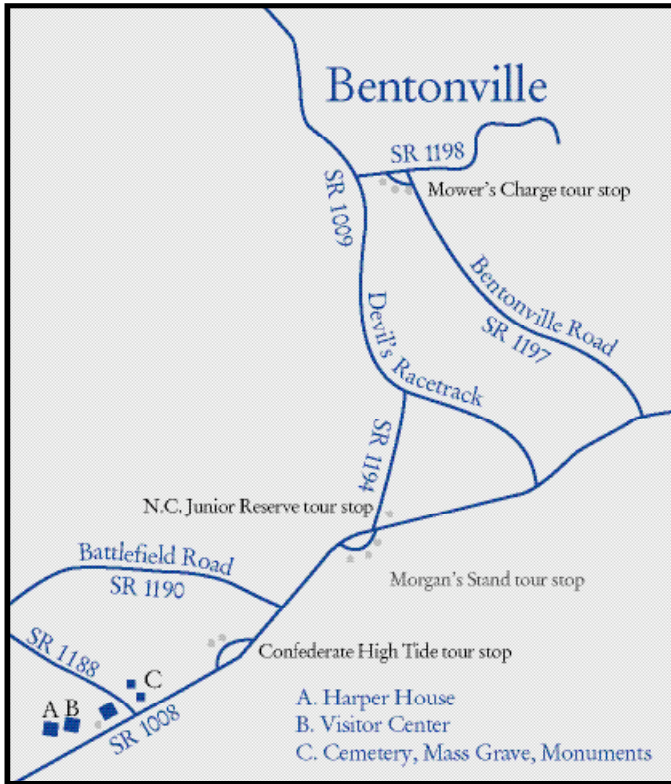 Bentonville
SR 1198
Mower's Charge tour stop
SR 1009
Bentonville Road
SR 1197
Devil's Racetrack
SR 1194
N.C. Junior Reserve tour stop
Battlefield Road
SR 1190
Morgan's Stand tour stop
SR 1188
Confederate High Tide tour stop
C
A B
SR 1008
A. Harper House
B. Visitor Center
C. Cemetery, Mass Grave, Monuments